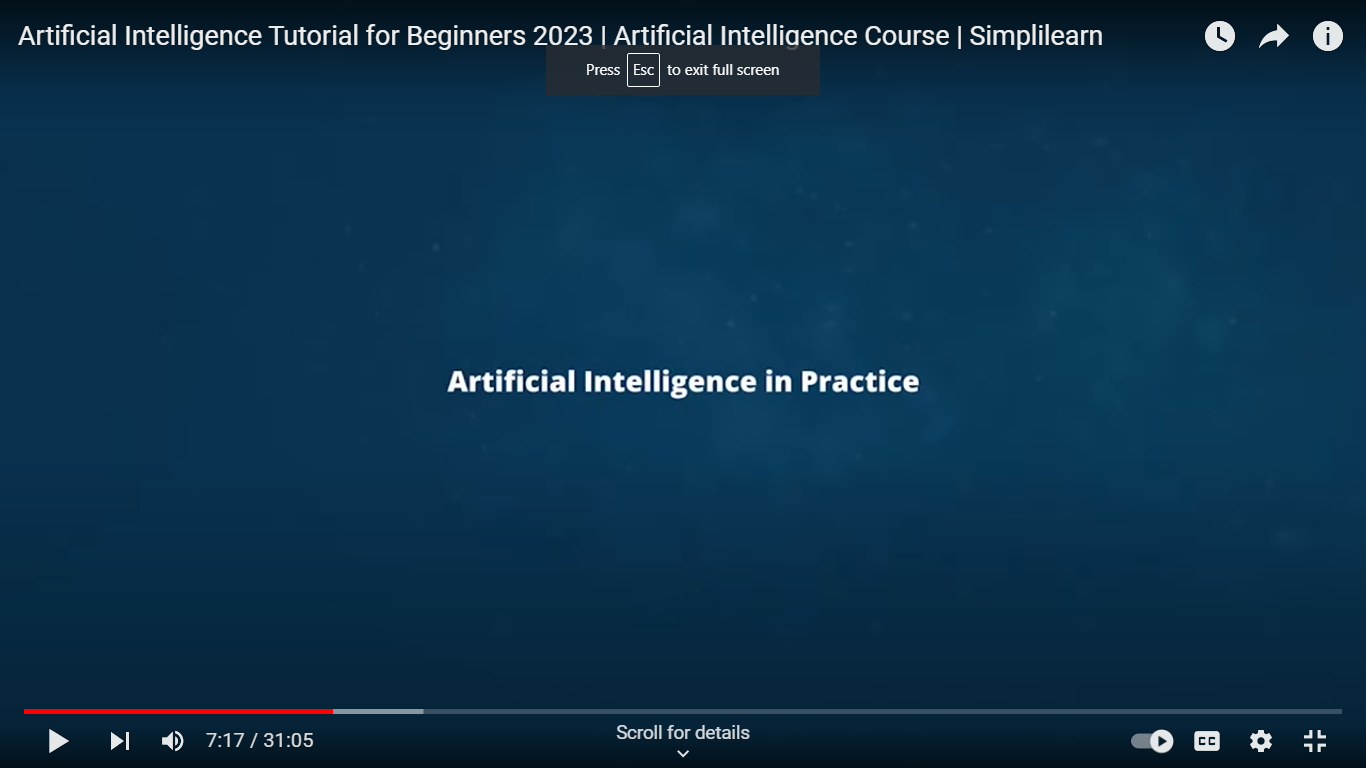 Artificial Intelligence Tutorial for Beginners 2023 | Artificial Intelligence Course | Simplilearn
Press Esc to exit full screen
Artificial Intelligence in Practice
7:17 / 31:05
Scroll for details
CC